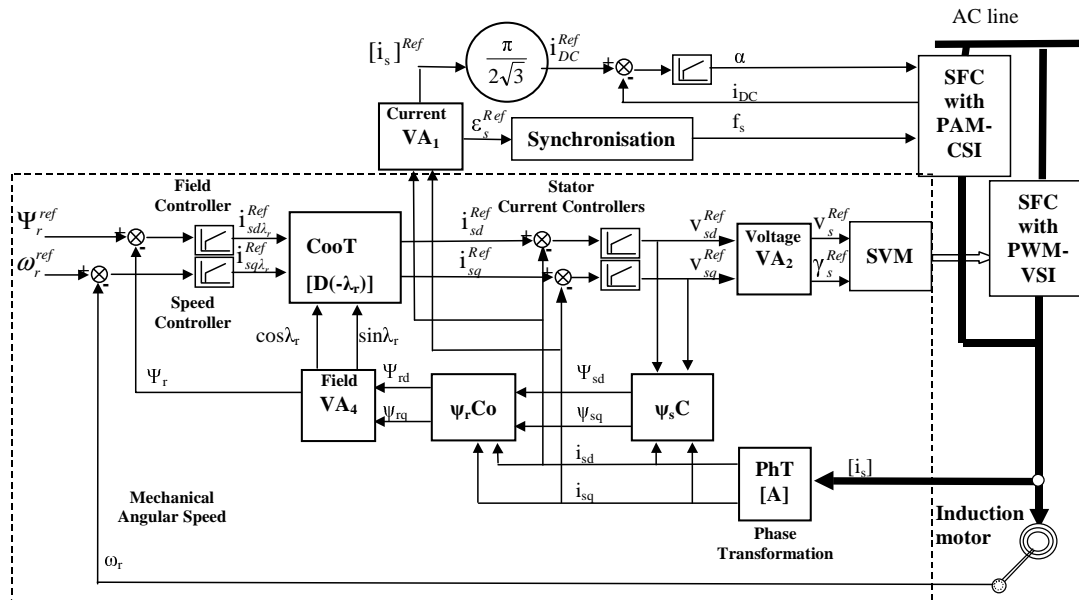 AC line
[i_s]^Ref
π
2√3
i_DC^Ref
+
-
α
i_DC
SFC
with
PAM-
CSI
Current
VA₁
ε_s^Ref
Synchronisation
f_s
Field
Controller
Stator
Current Controllers
SFC
with
PWM-
VSI
Ψ_r^ref
+
-
i_sdλr^Ref
CooT
[D(-λ_r)]
i_sd^Ref
+
-
v_sd^Ref
Voltage
VA₂
v_s^Ref
SVM
ω_r^ref
+
-
i_sqλr^Ref
i_sq^Ref
+
-
v_sq^Ref
γ_s^Ref
Speed
Controller
cosλ_r
sinλ_r
Ψ_r
Field
VA₄
Ψ_rd
ψ_rq
ψ_rCo
Ψ_sd
ψ_sq
ψ_sC
i_sd
i_sq
PhT
[A]
[i_s]
Phase
Transformation
Mechanical
Angular Speed
Induction
motor
ω_r